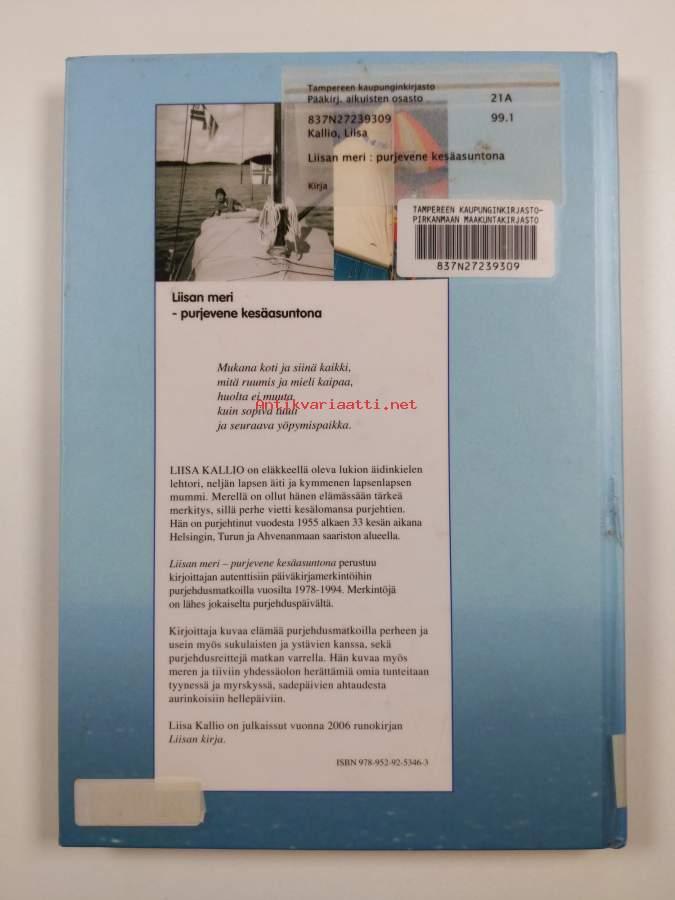 Tampereen kaupunginkirjasto
Pääkirj. aikuisten osasto 21A
837N27239309 99.1
Kallio, Liisa
Liisan meri : purjevene kesäasuntona
Kirja
TAMPEREEN KAUPUNGINKIRJASTO-
PIRKANMAAN MAAKUNTAKIRJASTO
837N27239309
Liisan meri
- purjevene kesäasuntona
Mukana koti ja siinä kaikki,
mitä ruumis ja mieli kaipaa,
huolta ei muuta,
Antikvariaatti.net
kuin sopiva tuuli
ja seuraava yöpymispaikka.
LIISA KALLIO on eläkkeellä oleva lukion äidinkielen
lehtori, neljän lapsen äiti ja kymmenen lapsenlapsen
mummi. Merellä on ollut hänen elämässään tärkeä
merkitys, sillä perhe vietti kesälomansa purjehtien.
Hän on purjehtinut vuodesta 1955 alkaen 33 kesän aikana
Helsingin, Turun ja Ahvenanmaan saariston alueella.
Liisan meri – purjevene kesäasuntona perustuu
kirjoittajan autenttisiin päiväkirjamerkintöihin
purjehdusmatkoilla vuosilta 1978-1994. Merkintöjä
on lähes jokaiselta purjehduspäivältä.
Kirjoittaja kuvaa elämää purjehdusmatkoilla perheen ja
usein myös sukulaisten ja ystävien kanssa, sekä
purjehdusreittejä matkan varrella. Hän kuvaa myös
meren ja tiiviin yhdessäolon herättämiä omia tunteitaan
tyynessä ja myrskyssä, sadepäivien ahtaudesta
aurinkoisiin hellepäiviin.
Liisa Kallio on julkaissut vuonna 2006 runokirjan
Liisan kirja.
ISBN 978-952-92-5346-3